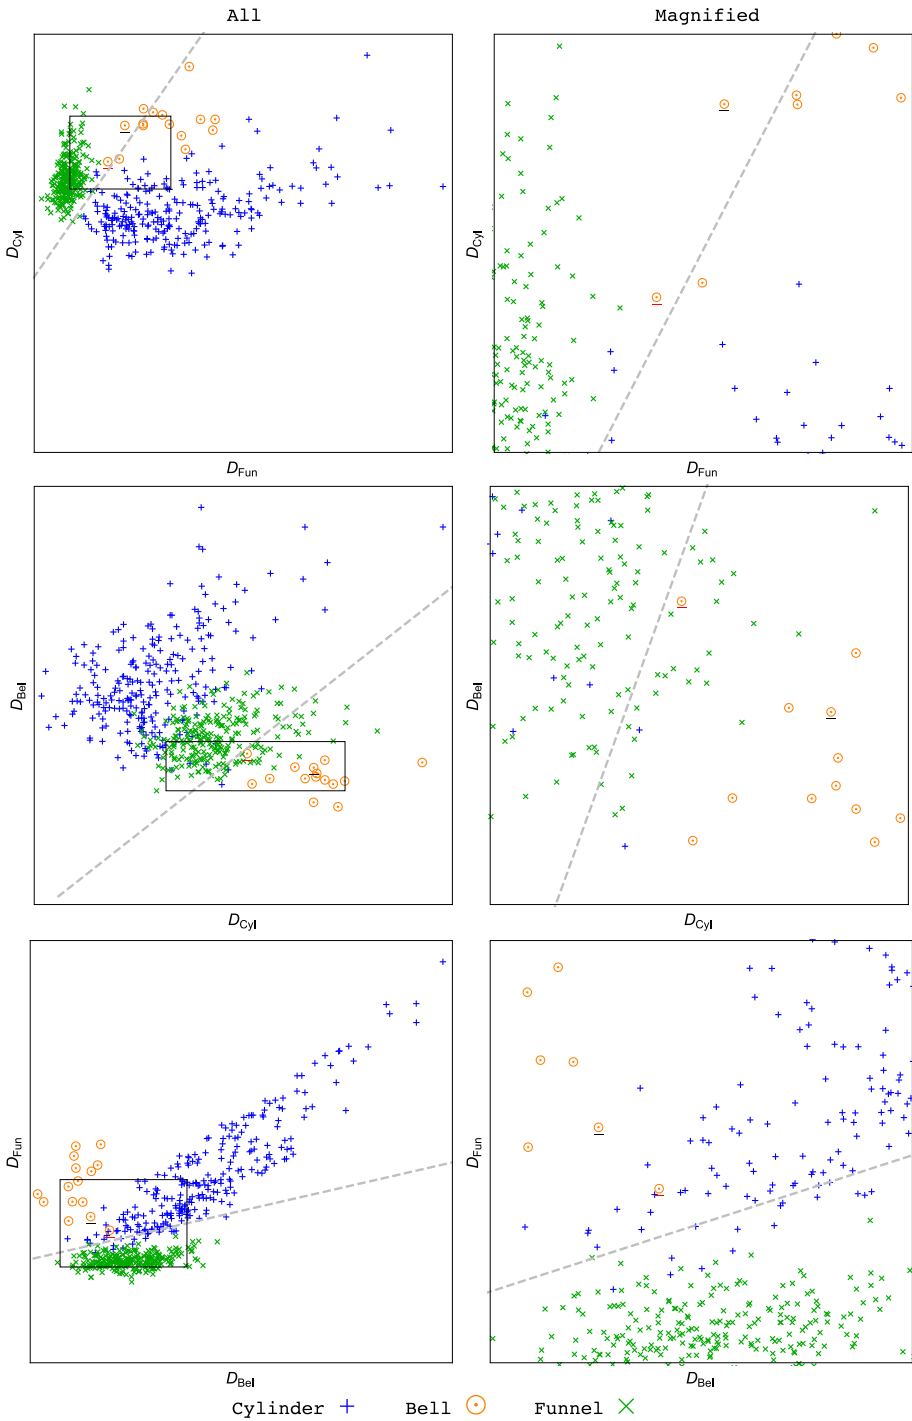 All Magnified
D_Cyl D_Cyl
D_Fun D_Fun
D_Bel D_Bel
D_Cyl D_Cyl
D_Fun D_Fun
D_Bel D_Bel
Cylinder Bell Funnel